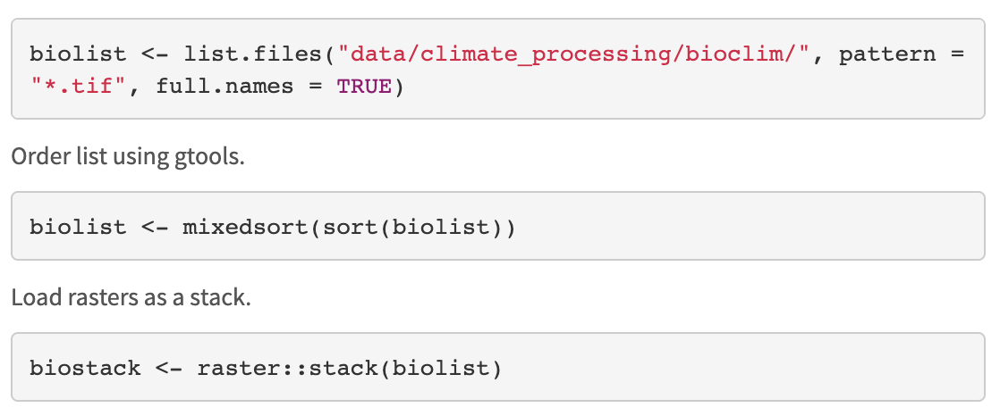 biolist <- list.files("data/climate_processing/bioclim/", pattern =
"*.tif", full.names = TRUE)
Order list using gtools.
biolist <- mixedsort(sort(biolist))
Load rasters as a stack.
biostack <- raster::stack(biolist)